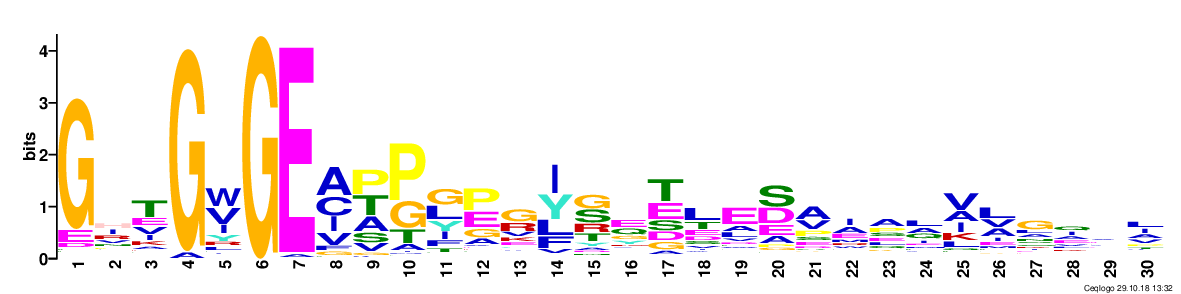 bits
4
3
2
1
0
G E D
T E V I K A
G A
W V I Y R
G
E A
A C I V F G
P T A S V G
P G T A
G L Y I F T
P E G A
G R V K E
I Y L F V
G S R T
E Q G Y
T E S D G A
L T E S
E A L
S D E A
A V
I A E M
A E S
L A
V A I K L
L V A I E
G
G A E
L I A V
1 2 3 4 5 6 7 8 9 10 11 12 13 14 15 16 17 18 19 20 21 22 23 24 25 26 27 28 29 30
Ceqlogo 29.10.18 13:32